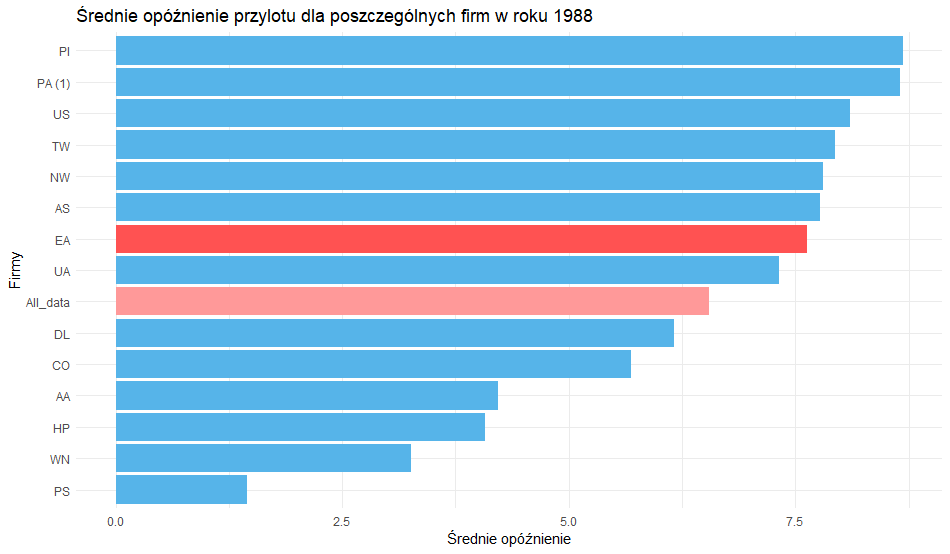 Średnie opóźnienie przylotu dla poszczególnych firm w roku 1988
Firmy
PI
PA (1)
US
TW
NW
AS
EA
UA
All_data
DL
CO
AA
HP
WN
PS
0.0 2.5 5.0 7.5
Średnie opóźnienie